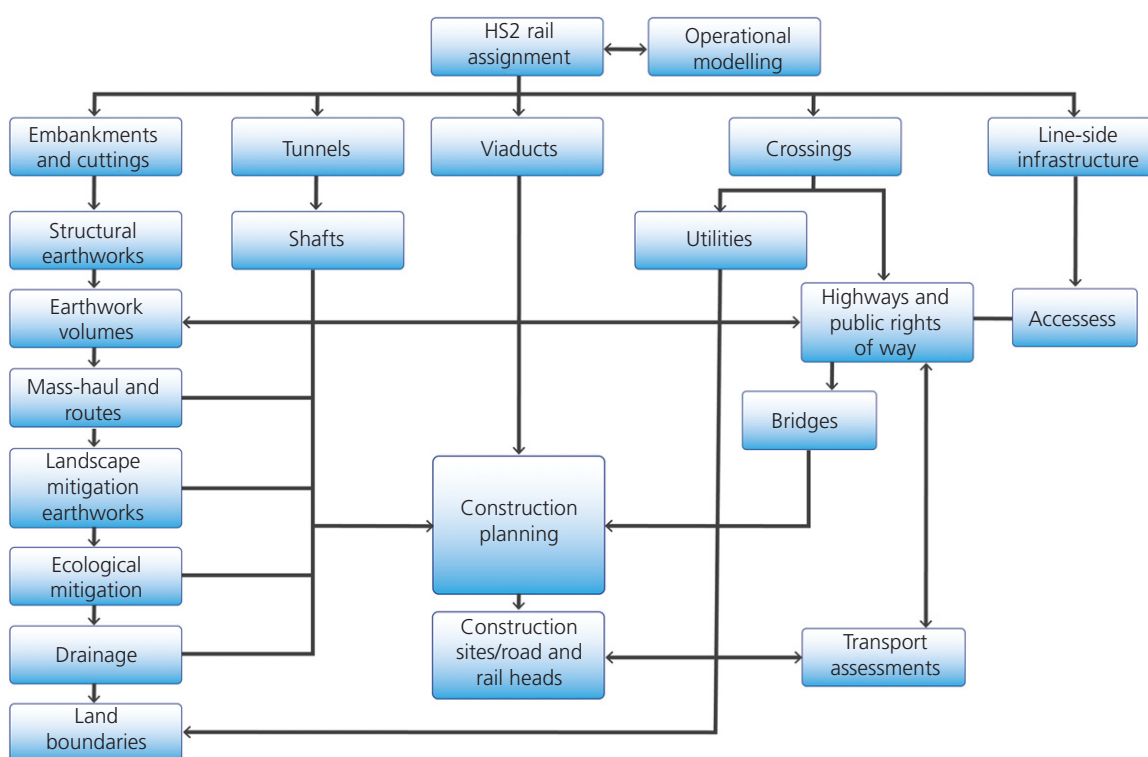 HS2 rail
assignment
Operational
modelling
Embankments
and cuttings
Tunnels
Viaducts
Crossings
Line-side
infrastructure
Structural
earthworks
Shafts
Utilities
Earthwork
volumes
Highways and
public rights
of way
Accessess
Mass-haul and
routes
Bridges
Landscape
mitigation
earthworks
Construction
planning
Ecological
mitigation
Drainage
Construction
sites/road and
rail heads
Transport
assessments
Land
boundaries